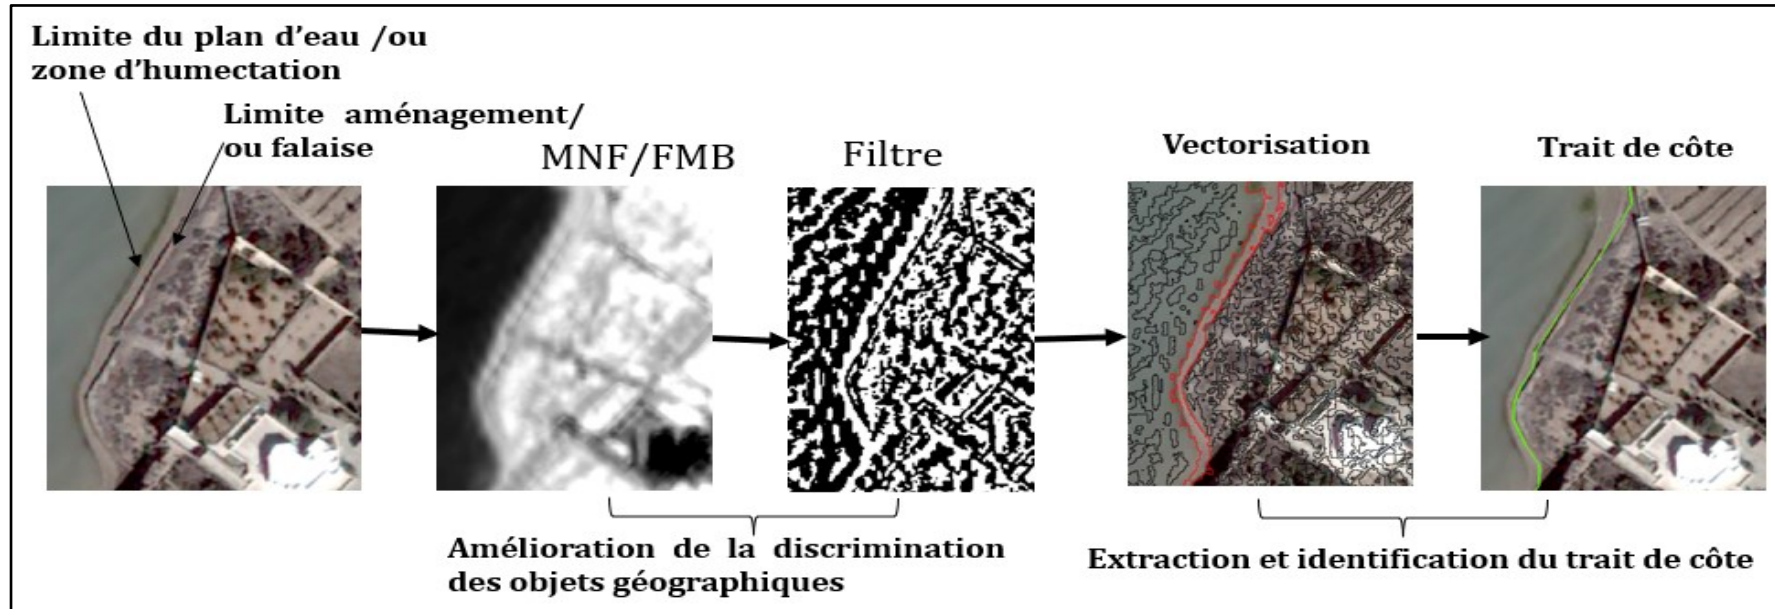 Limite du plan d’eau /ou
zone d’humectation
Limite aménagement/
ou falaise
MNF/FMB
Filtre
Vectorisation
Trait de côte
Amélioration de la discrimination
des objets géographiques
Extraction et identification du trait de côte